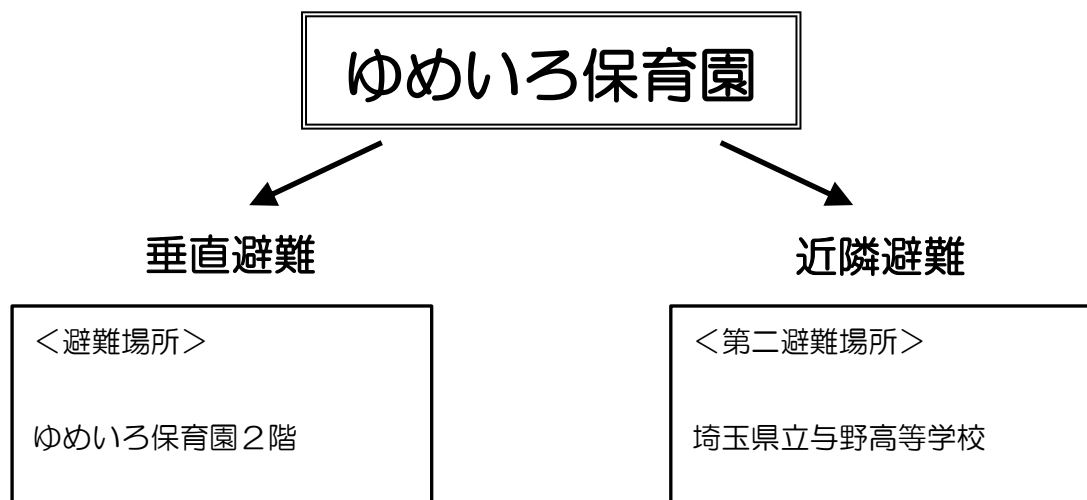 ゆめいろ保育園
垂直避難
近隣避難
＜避難場所＞
ゆめいろ保育園２階
＜第二避難場所＞
埼玉県立与野高等学校